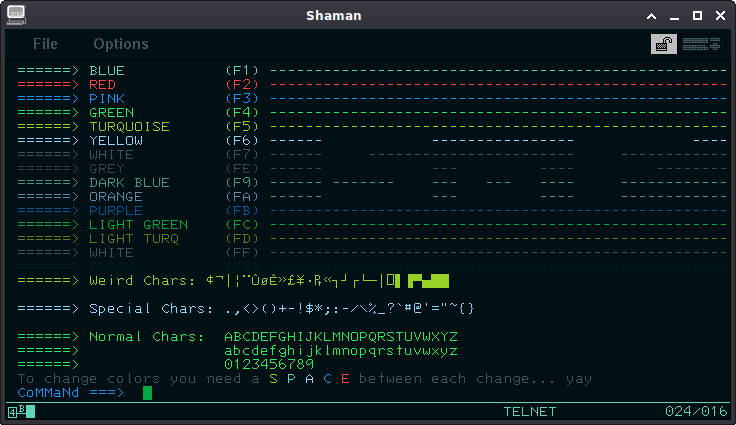 Shaman
File Options
======> BLUE (F1) ---------------------------------------------------
======> RED (F2) ---------------------------------------------------
======> PINK (F3) ---------------------------------------------------
======> GREEN (F4) ---------------------------------------------------
======> TURQUOISE (F5) ---------------------------------------------------
======> YELLOW (F6) ------ ---------------- ----
======> WHITE (F7) ------ --------- ------ ------------
======> GREY (FE) ------ --- --- ------------
======> DARK BLUE (F9) ------ ------- --- --- ------ ------------
======> ORANGE (FA) ------ --- --- ------------
======> PURPLE (FB) ---------------------------------------------------
======> LIGHT GREEN (FC) ---------------------------------------------------
======> LIGHT TURQ (FD) ---------------------------------------------------
======> WHITE (FF)
======> Weird Chars: ¢¬|¦¨ÛøÊ»£¥·₧«┐┘┌└─│
======> Special Chars: .,<>()+-!$*;:-/\%_?`#@'="~{}
======> Normal Chars: ABCDEFGHIJKLMNOPQRSTUVWXYZ
======> abcdefghijklmnopqrstuvwxyz
======> 0123456789
To change colors you need a S P A C E between each change... yay
CoMMaNd ===>
4B TELNET 024/016